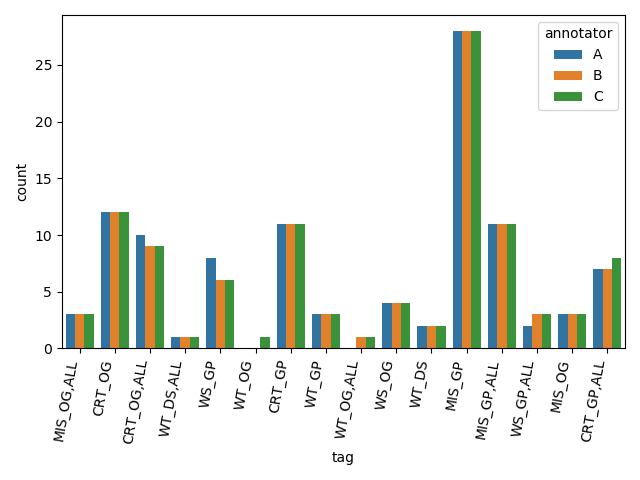 annotator
A
B
C
count
25
20
15
10
5
0
MIS_OG,ALL
CRT_OG
CRT_OG,ALL
WT_DS,ALL
WS_GP
WT_OG
CRT_GP
WT_GP
WT_OG,ALL
WS_OG
WT_DS
MIS_GP
MIS_GP,ALL
WS_GP,ALL
MIS_OG
CRT_GP,ALL
tag